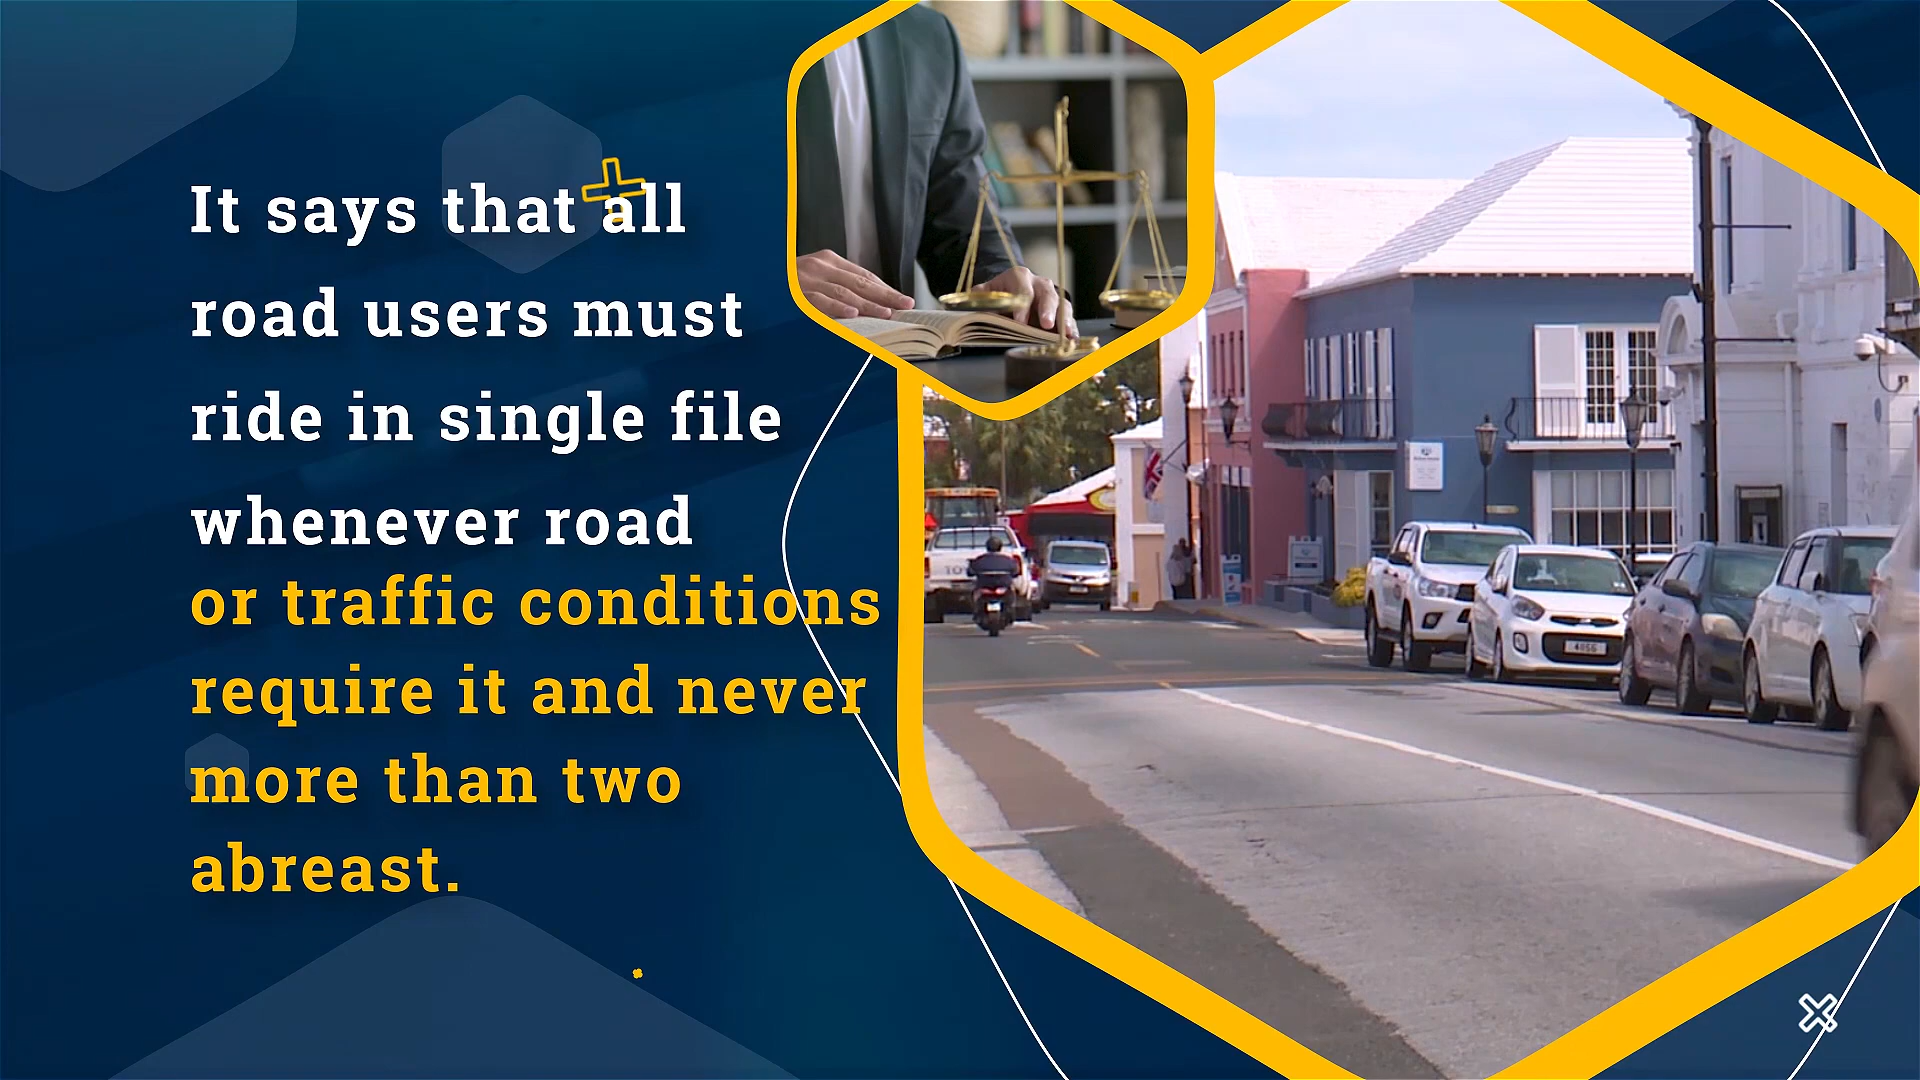 It says that all
road users must
ride in single file
whenever road
or traffic conditions
require it and never
more than two
abreast.